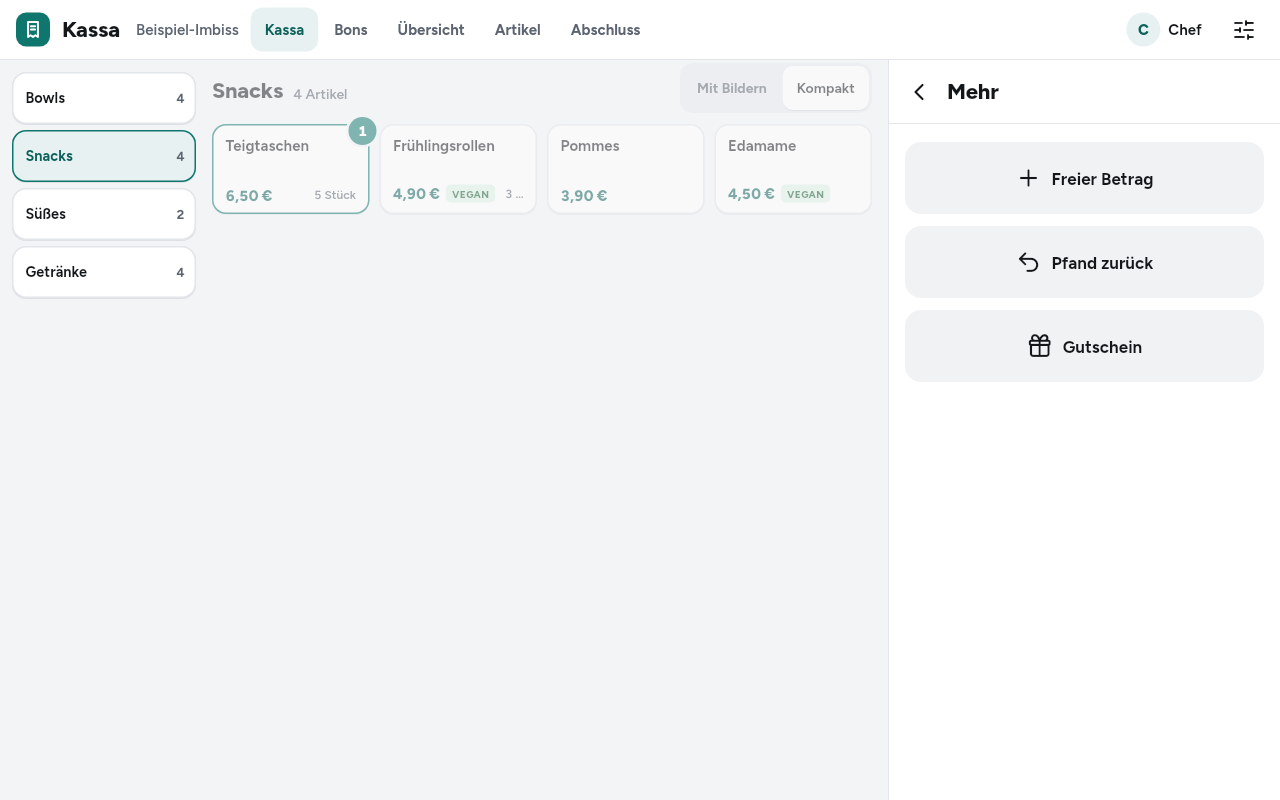 Kassa Beispiel-Imbiss Kassa Bons Übersicht Artikel Abschluss C Chef
Bowls 4
Snacks 4
Süßes 2
Getränke 4
Snacks 4 Artikel Mit Bildern Kompakt
Teigtaschen 1
6,50 € 5 Stück
Frühlingsrollen
4,90 € VEGAN 3 ...
Pommes
3,90 €
Edamame
4,50 € VEGAN
Mehr
Freier Betrag
Pfand zurück
Gutschein